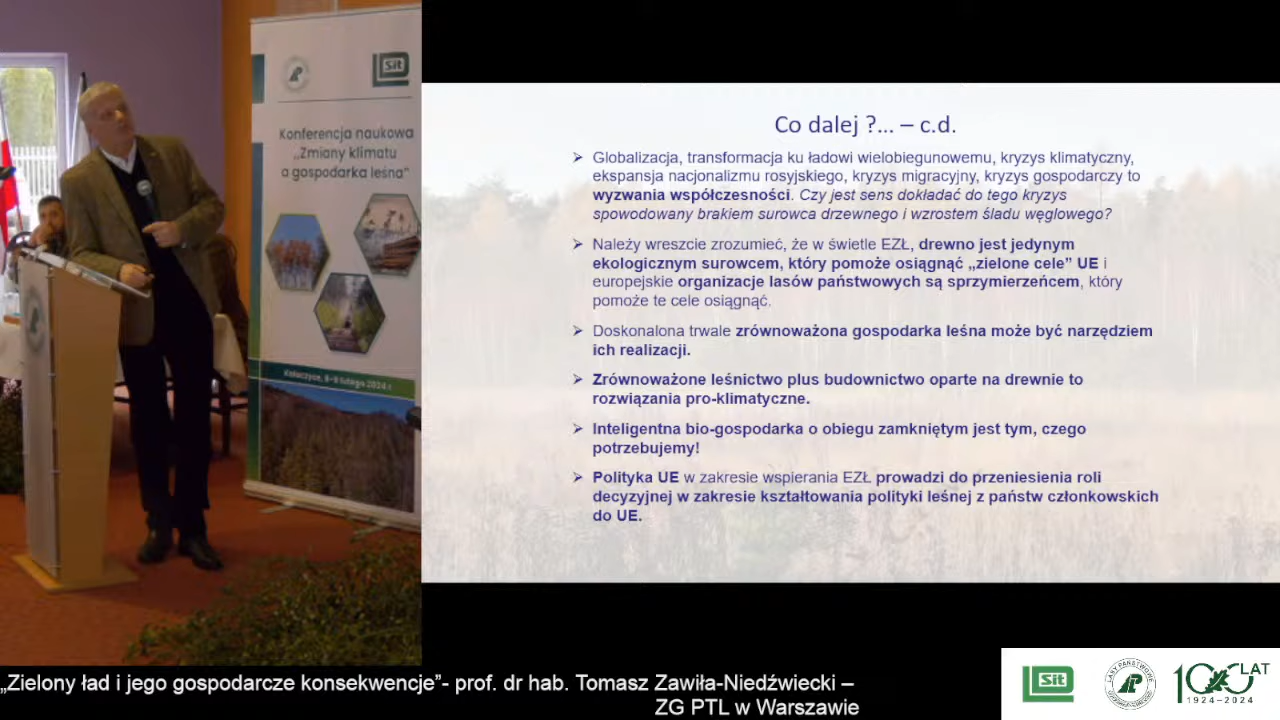 Sit
Konferencja naukowa
„Zmiany klimatu
a gospodarka leśna”
Kołaczyce, 8-9 lutego 2024 r.
Co dalej ?... – c.d.
➢ Globalizacja, transformacja ku ładowi wielobiegunowemu, kryzys klimatyczny,
ekspansja nacjonalizmu rosyjskiego, kryzys migracyjny, kryzys gospodarczy to
wyzwania współczesności. Czy jest sens dokładać do tego kryzys
spowodowany brakiem surowca drzewnego i wzrostem śladu węglowego?
➢ Należy wreszcie zrozumieć, że w świetle EZŁ, drewno jest jedynym
ekologicznym surowcem, który pomoże osiągnąć „zielone cele” UE i
europejskie organizacje lasów państwowych są sprzymierzeńcem, który
pomoże te cele osiągnąć.
➢ Doskonalona trwale zrównoważona gospodarka leśna może być narzędziem
ich realizacji.
➢ Zrównoważone leśnictwo plus budownictwo oparte na drewnie to
rozwiązania pro-klimatyczne.
➢ Inteligentna bio-gospodarka o obiegu zamkniętym jest tym, czego
potrzebujemy!
➢ Polityka UE w zakresie wspierania EZŁ prowadzi do przeniesienia roli
decyzyjnej w zakresie kształtowania polityki leśnej z państw członkowskich
do UE.
„Zielony ład i jego gospodarcze konsekwencje”- prof. dr hab. Tomasz Zawiła-Niedźwiecki –
ZG PTL w Warszawie
Sit
LASY PAŃSTWOWE
100 LAT
1924-2024